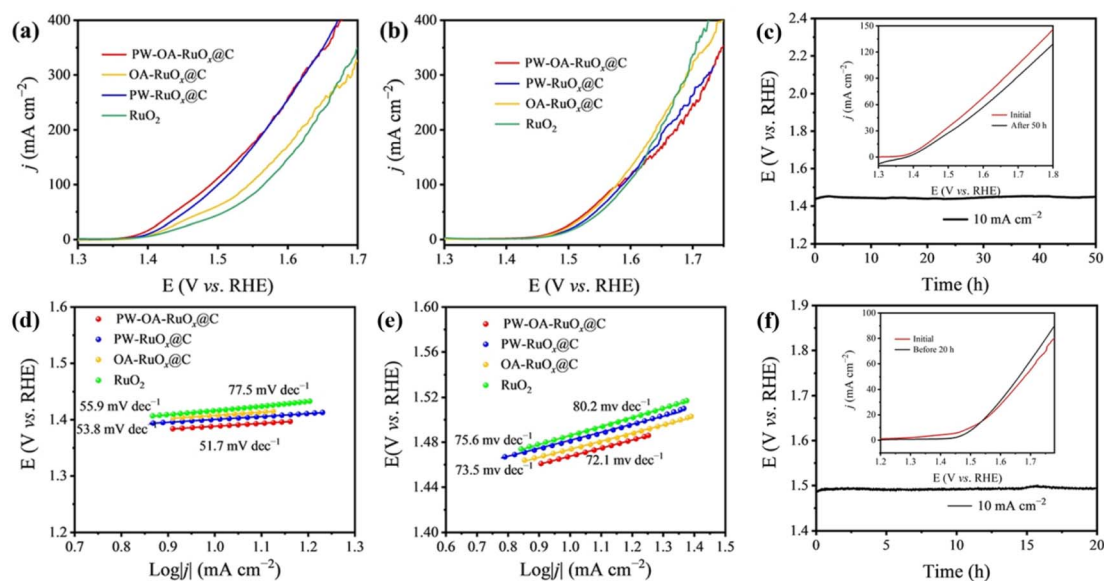 (a)
400
300
200
100
0
j (mA cm⁻²)
PW-OA-RuOₓ@C
OA-RuOₓ@C
PW-RuOₓ@C
RuO₂
1.3 1.4 1.5 1.6 1.7
E (V vs. RHE)
(b)
400
300
200
100
0
j (mA cm⁻²)
PW-OA-RuOₓ@C
PW-RuOₓ@C
OA-RuOₓ@C
RuO₂
1.3 1.4 1.5 1.6 1.7
E (V vs. RHE)
(c)
2.4
2.2
2.0
1.8
1.6
1.4
1.2
E (V vs. RHE)
150
120
90
60
30
0
j (mA cm⁻²)
Initial
After 50 h
1.3 1.4 1.5 1.6 1.7 1.8
E (V vs. RHE)
10 mA cm⁻²
0 10 20 30 40 50
Time (h)
(d)
1.6
1.5
1.4
1.3
1.2
E (V vs. RHE)
PW-OA-RuOₓ@C
PW-RuOₓ@C
OA-RuOₓ@C
RuO₂
77.5 mV dec⁻¹
55.9 mV dec⁻¹
53.8 mV dec⁻¹
51.7 mV dec⁻¹
0.6 0.7 0.8 0.9 1.0 1.1 1.2 1.3
Log|j| (mA cm⁻²)
(e)
1.60
1.56
1.52
1.48
1.44
1.40
E(V vs. RHE)
PW-OA-RuOₓ@C
PW-RuOₓ@C
OA-RuOₓ@C
RuO₂
80.2 mv dec⁻¹
75.6 mv dec⁻¹
73.5 mv dec⁻¹
72.1 mv dec⁻¹
0.6 0.7 0.8 0.9 1.0 1.1 1.2 1.3 1.4 1.5
Log|j| (mA cm⁻²)
(f)
1.9
1.8
1.7
1.6
1.5
1.4
E (V vs. RHE)
100
80
60
40
20
0
j (mA cm⁻²)
Initial
Before 20 h
1.2 1.3 1.4 1.5 1.6 1.7
E (V vs. RHE)
10 mA cm⁻²
0 5 10 15 20
Time (h)